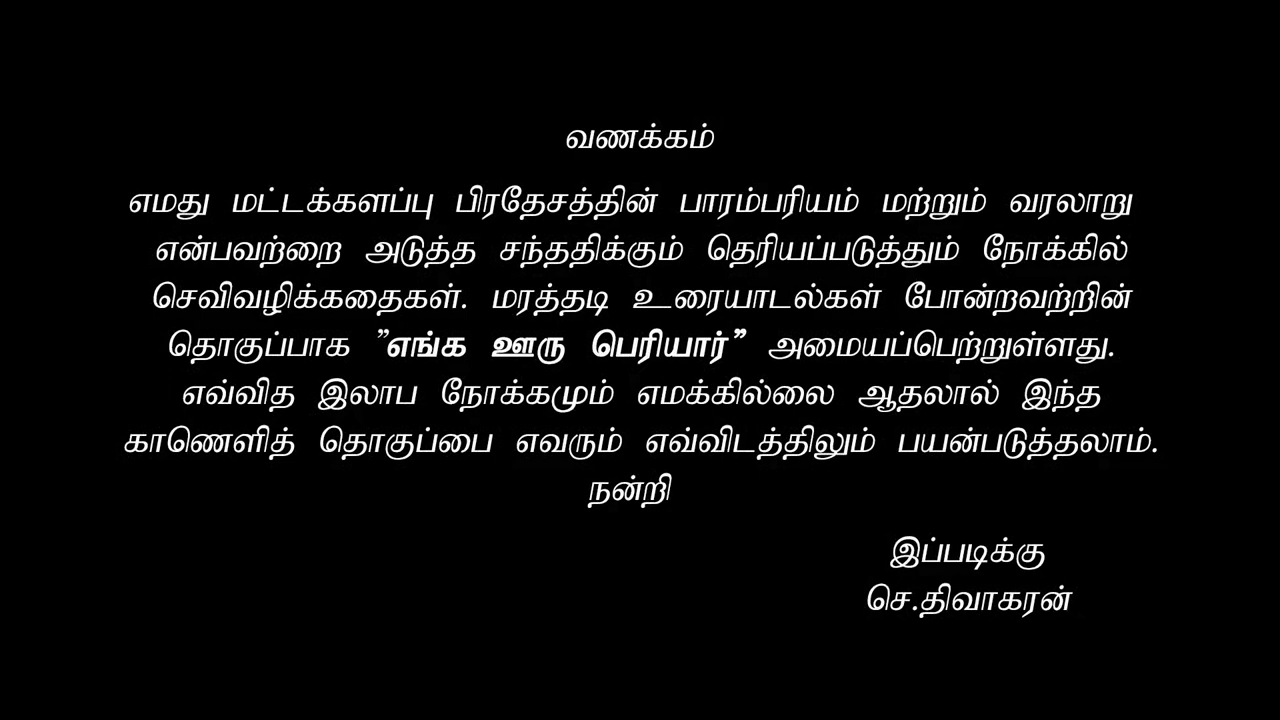 வணக்கம்
எமது மட்டக்களப்பு பிரதேசத்தின் பாரம்பரியம் மற்றும் வரலாறு
என்பவற்றை அடுத்த சந்ததிக்கும் தெரியப்படுத்தும் நோக்கில்
செவிவழிக்கதைகள். மரத்தடி உரையாடல்கள் போன்றவற்றின்
தொகுப்பாக ”எங்க ஊரு பெரியார்” அமையப்பெற்றுள்ளது.
எவ்வித இலாப நோக்கமும் எமக்கில்லை ஆதலால் இந்த
காணெளித் தொகுப்பை எவரும் எவ்விடத்திலும் பயன்படுத்தலாம்.
நன்றி
இப்படிக்கு
செ.திவாகரன்